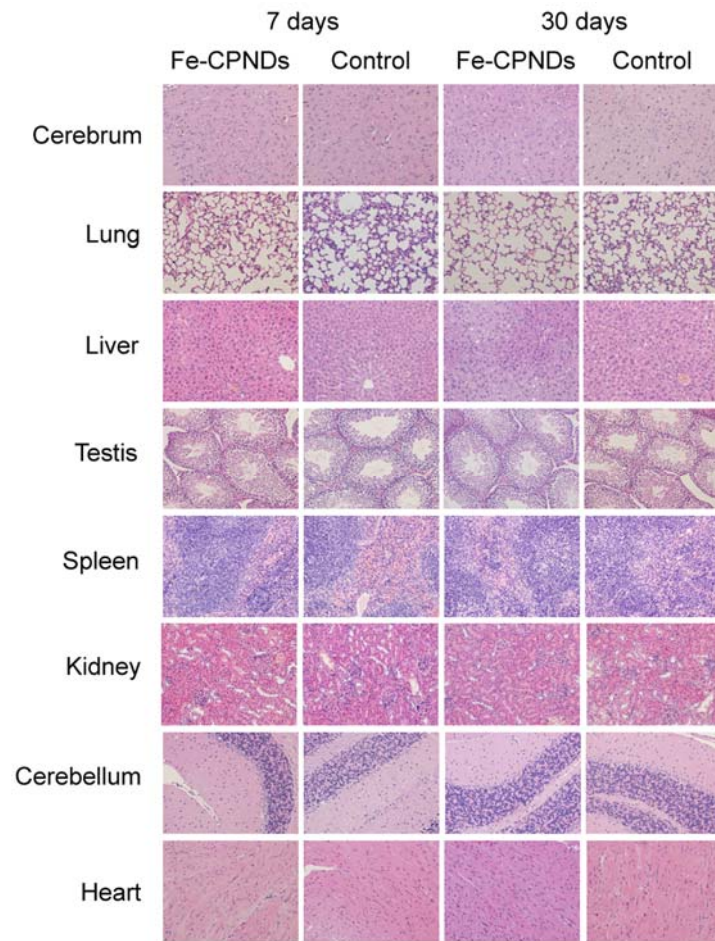 7 days 30 days
Fe-CPNDs Control Fe-CPNDs Control
Cerebrum
Lung
Liver
Testis
Spleen
Kidney
Cerebellum
Heart